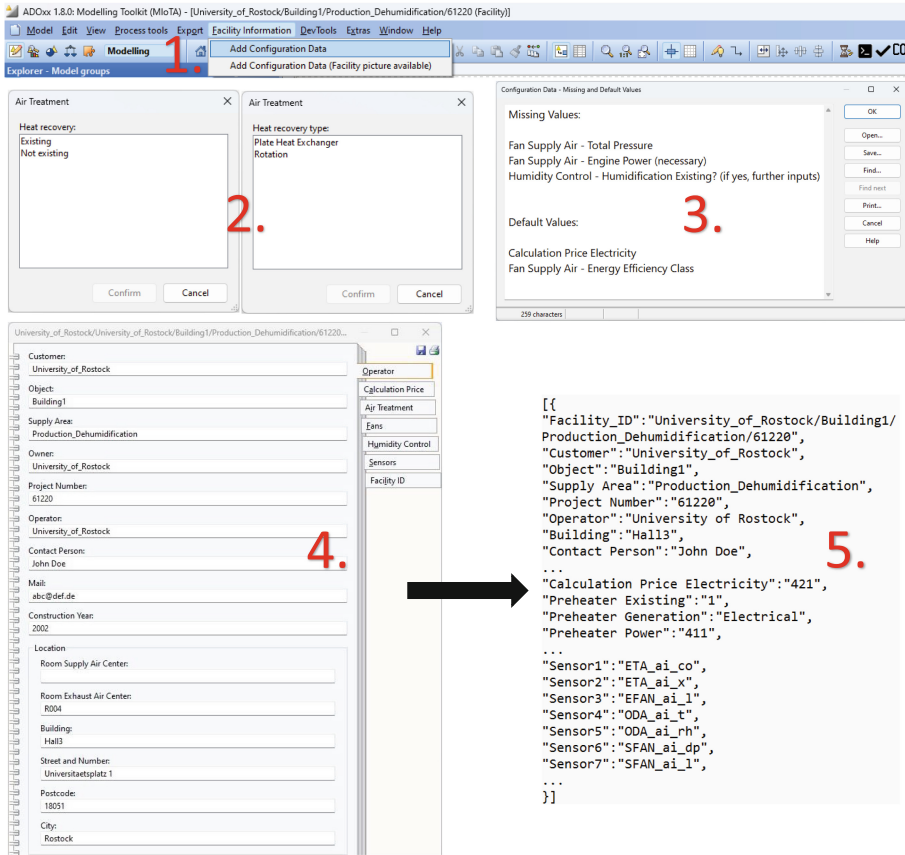 ADOxx 1.8.0: Modelling Toolkit (MIoTA) - [University_of_Rostock/Building1/Production_Dehumidification/61220 (Facility)]
Model Edit View Process tools Export Facility Information DevTools Extras Window Help
Modelling
1.
Add Configuration Data
Add Configuration Data (Facility picture available)
Explorer - Model groups
Air Treatment
Heat recovery:
Existing
Not existing
Confirm Cancel
2.
Air Treatment
Heat recovery type:
Plate Heat Exchanger
Rotation
Confirm Cancel
Configuration Data - Missing and Default Values
Missing Values:
Fan Supply Air - Total Pressure
Fan Supply Air - Engine Power (necessary)
Humidity Control - Humidification Existing? (if yes, further inputs)
3.
Default Values:
Calculation Price Electricity
Fan Supply Air - Energy Efficiency Class
OK
Open...
Save...
Find...
Find next
Print...
Cancel
Help
259 characters
University_of_Rostock/University_of_Rostock/Building1/Production_Dehumidification/61220...
Customer:
University_of_Rostock
Object:
Building1
Supply Area:
Production_Dehumidification
Owner:
University_of_Rostock
Project Number:
61220
Operator:
University_of_Rostock
Contact Person:
John Doe
Mail:
abc@def.de
Construction Year:
2002
Location
Room Supply Air Center:
Room Exhaust Air Center:
R004
Building:
Hall3
Street and Number:
Universitaetsplatz 1
Postcode:
18051
City:
Rostock
Operator
Calculation Price
Air Treatment
Fans
Humidity Control
Sensors
Facility ID
4.
[{
"Facility_ID":"University_of_Rostock/Building1/
Production_Dehumidification/61220",
"Customer":"University_of_Rostock",
"Object":"Building1",
"Supply Area":"Production_Dehumidification",
"Project Number":"61220",
"Operator":"University of Rostock",
"Building":"Hall3",
"Contact Person":"John Doe",
...
"Calculation Price Electricity":"421",
"Preheater Existing":"1",
"Preheater Generation":"Electrical",
"Preheater Power":"411",
...
"Sensor1":"ETA_ai_co",
"Sensor2":"ETA_ai_x",
"Sensor3":"EFAN_ai_l",
"Sensor4":"ODA_ai_t",
"Sensor5":"ODA_ai_rh",
"Sensor6":"SFAN_ai_dp",
"Sensor7":"SFAN_ai_l",
...
}]
5.